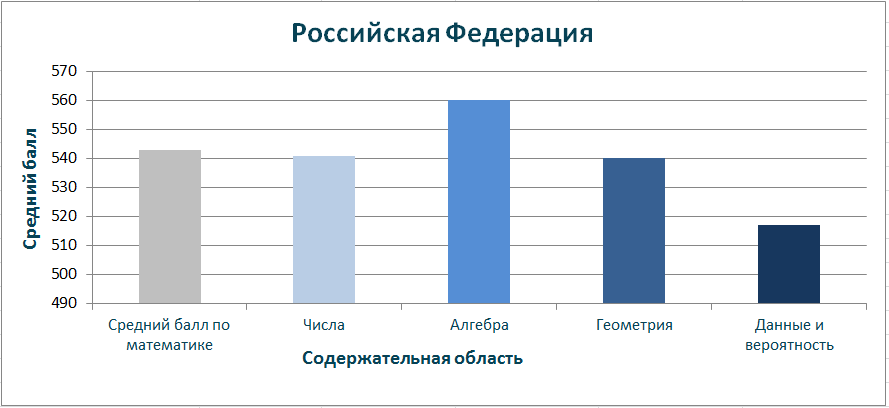 Российская Федерация
Средний балл
570
560
550
540
530
520
510
500
490
Средний балл по
математике
Числа
Алгебра
Геометрия
Данные и
вероятность
Содержательная область